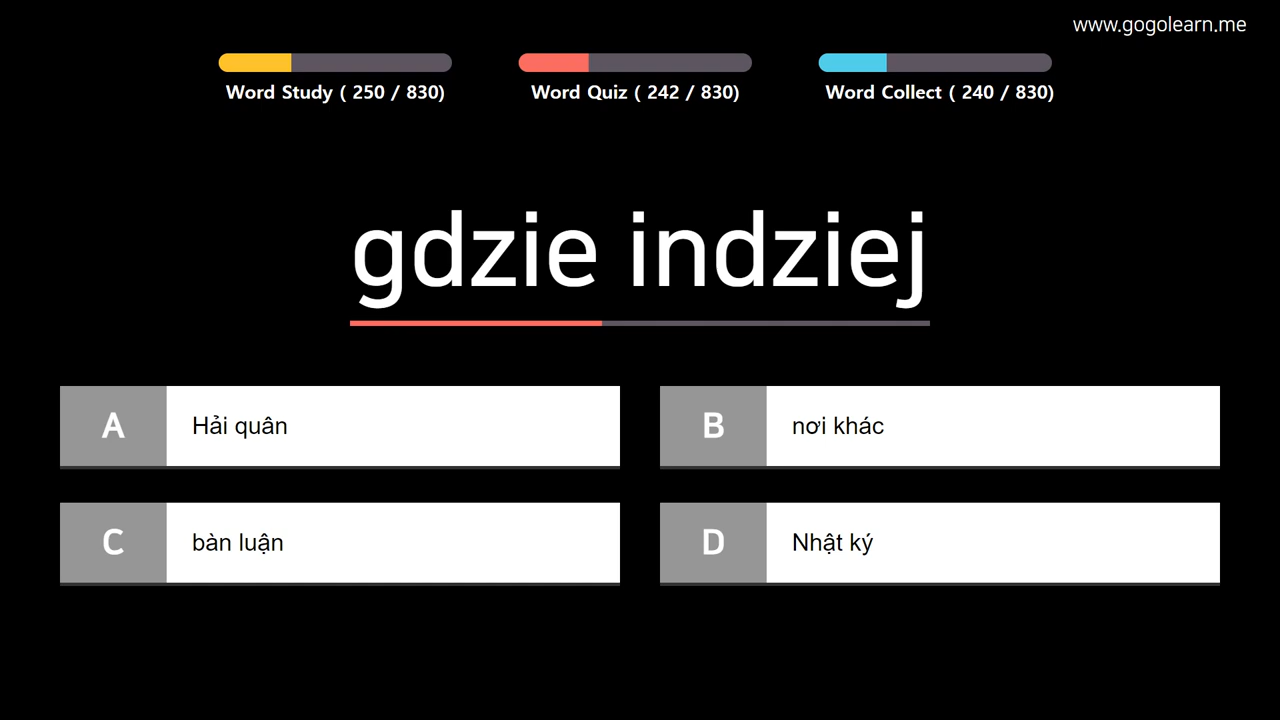 www.gogolearn.me
Word Study ( 250 / 830)
Word Quiz ( 242 / 830)
Word Collect ( 240 / 830)
gdzie indziej
A Hải quân
B nơi khác
C bàn luận
D Nhật ký